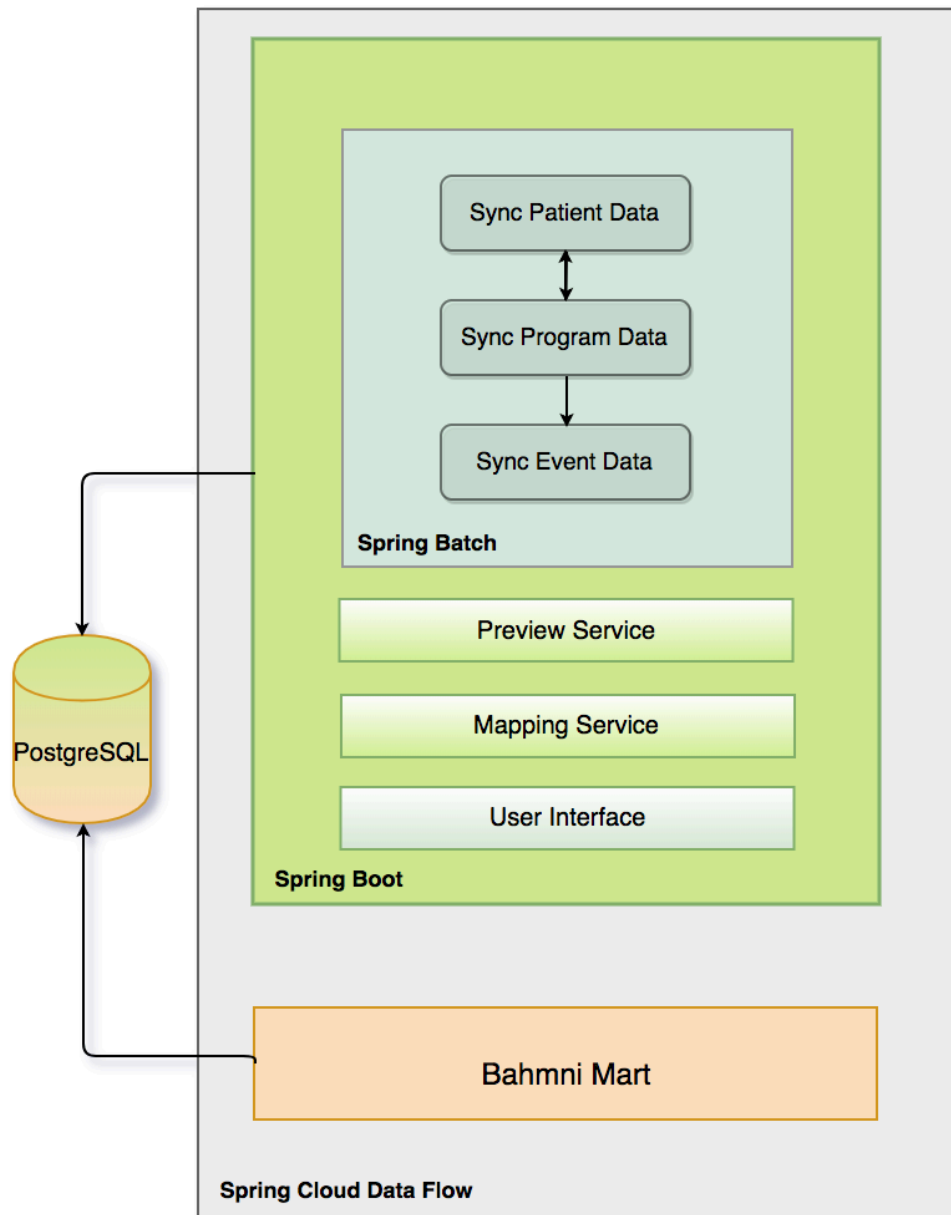 Sync Patient Data
Sync Program Data
Sync Event Data
Spring Batch
Preview Service
PostgreSQL
Mapping Service
User Interface
Spring Boot
Bahmni Mart
Spring Cloud Data Flow